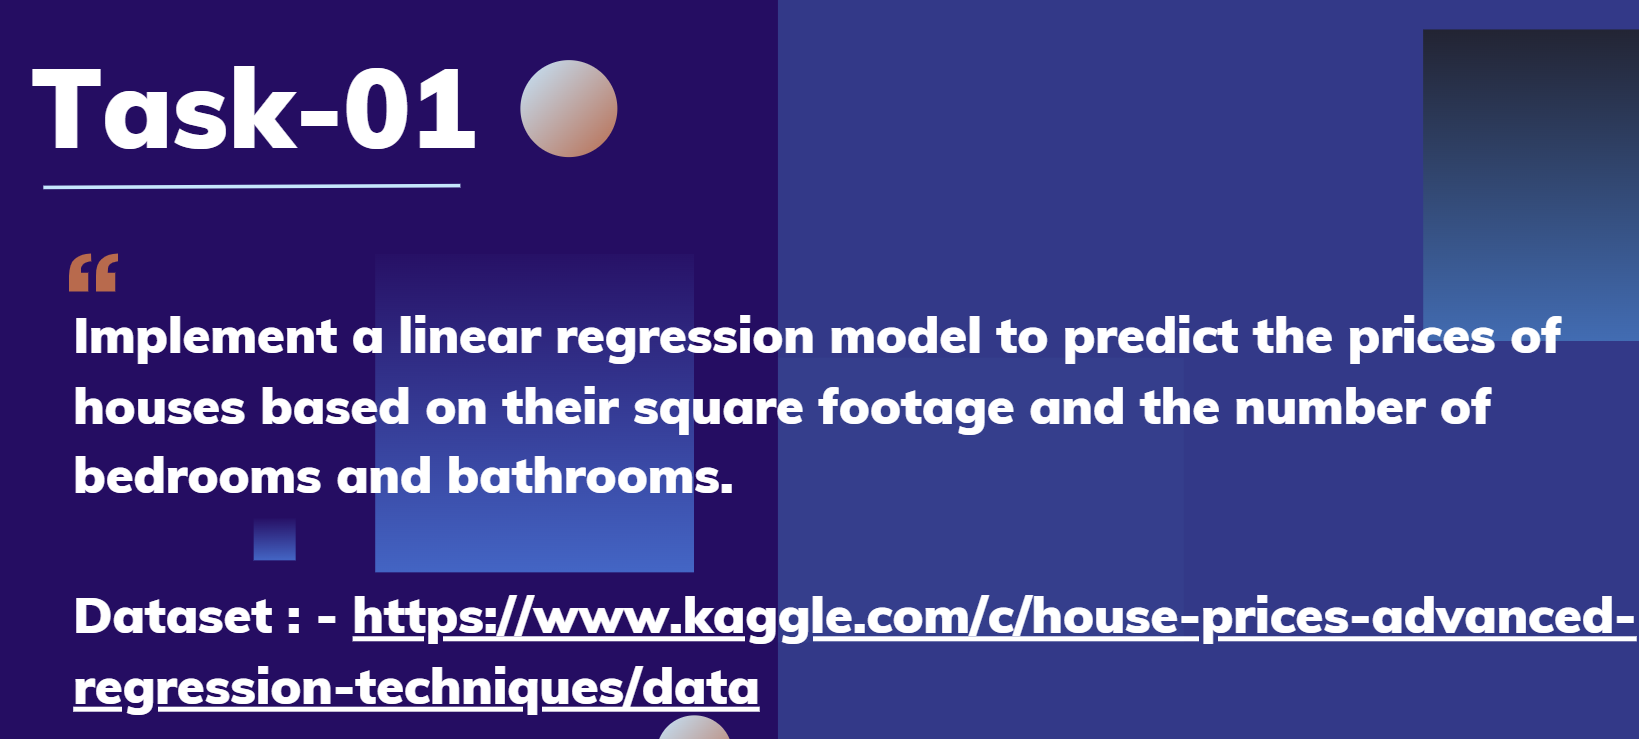 Task-01
“
Implement a linear regression model to predict the prices of
houses based on their square footage and the number of
bedrooms and bathrooms.
Dataset : - https://www.kaggle.com/c/house-prices-advanced-
regression-techniques/data